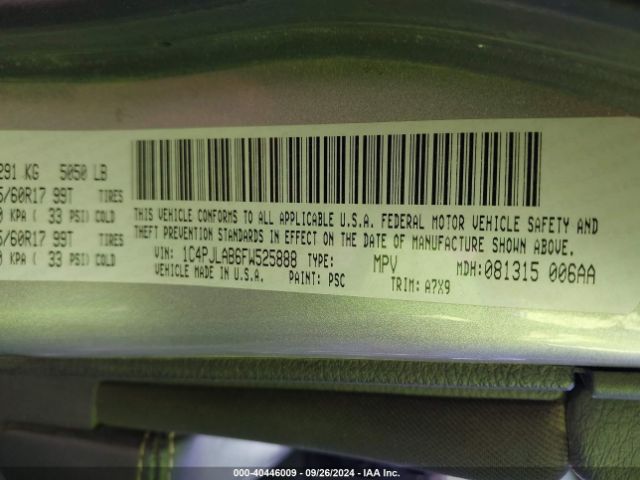 291 KG 5050 LB
5/60R17 99T TIRES
0 KPA ( 33 PSI) COLD
5/60R17 99T TIRES
0 KPA ( 33 PSI) COLD
THIS VEHICLE CONFORMS TO ALL APPLICABLE U.S.A. FEDERAL MOTOR VEHICLE SAFETY AND
THEFT PREVENTION STANDARDS IN EFFECT ON THE DATE OF MANUFACTURE SHOWN ABOVE.
VIN: 1C4PJLAB6FW525888 TYPE: MPV MDH:081315 006AA
VEHICLE MADE IN U.S.A. PAINT: PSC TRIM: A7X9
000-40446009 • 09/26/2024 • IAA Inc.